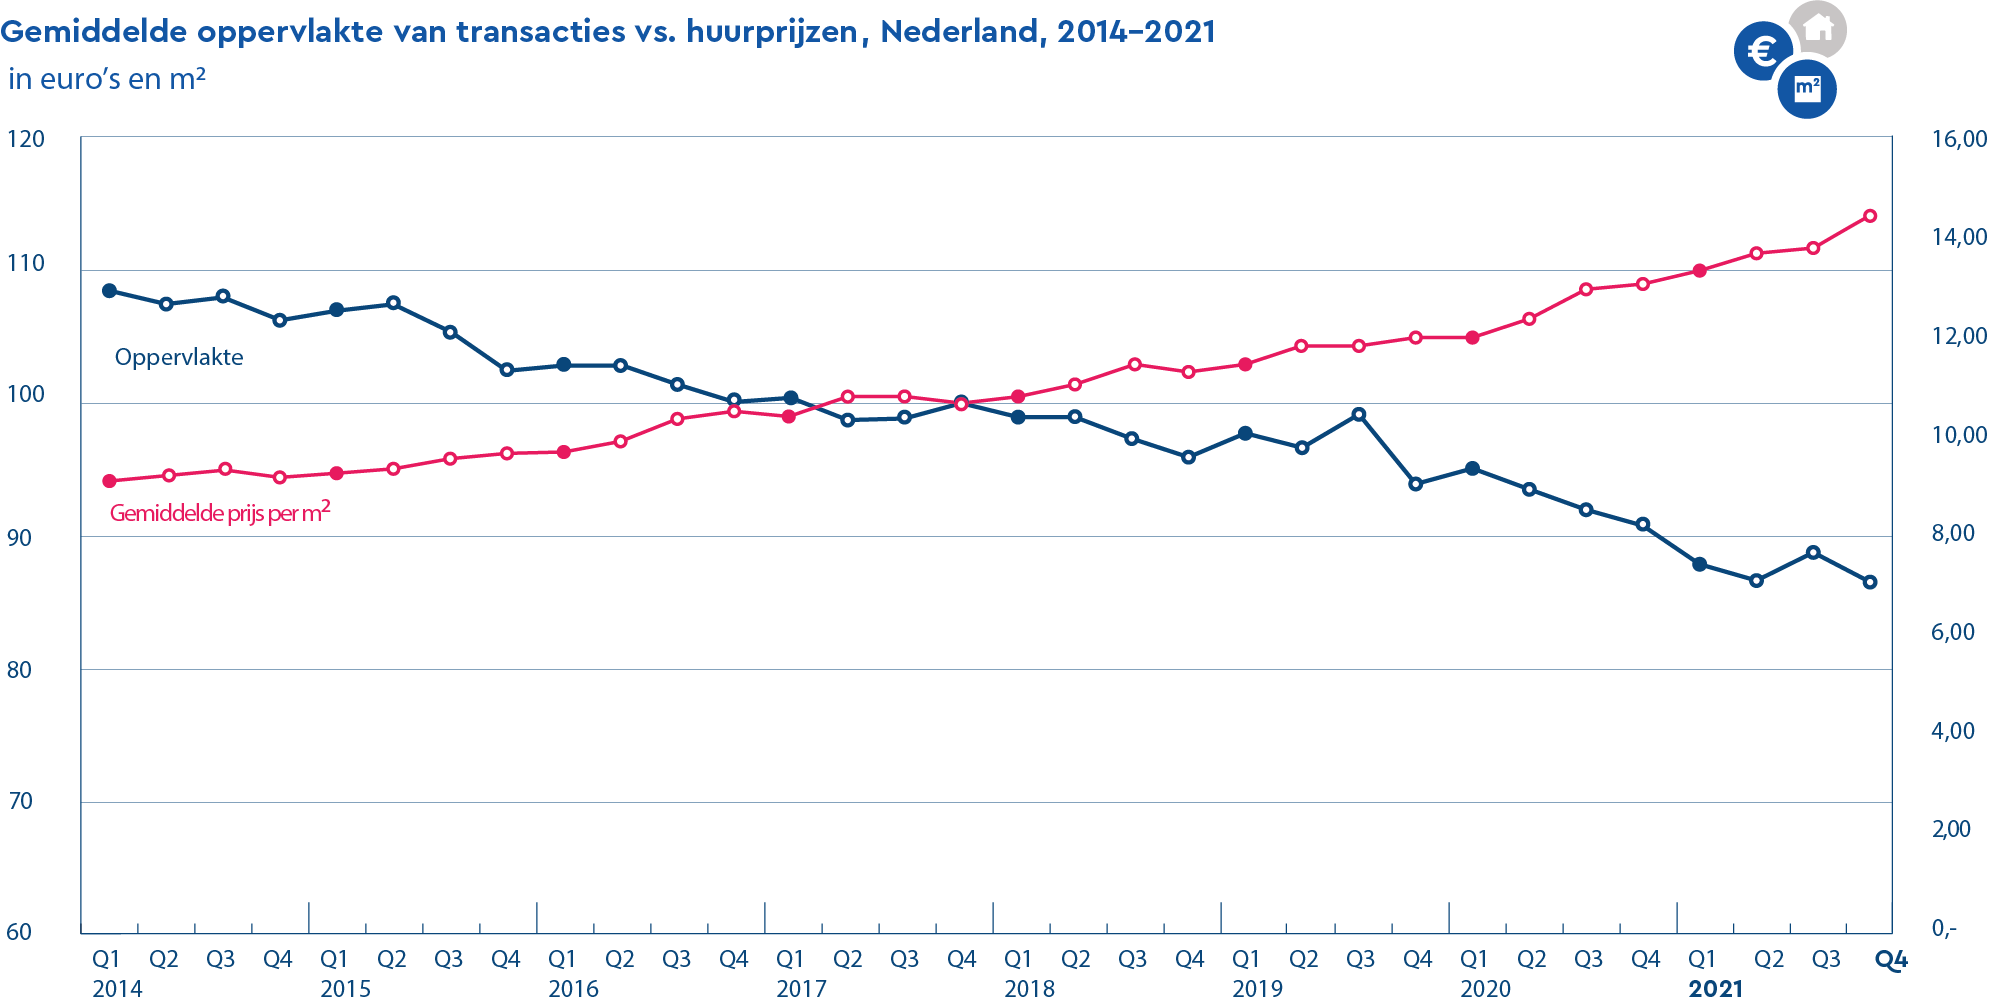 Gemiddelde oppervlakte van transacties vs. huurprijzen, Nederland, 2014–2021
in euro's en m²
€
m²
120
110
100
90
80
70
60
16,00
14,00
12,00
10,00
8,00
6,00
4,00
2,00
0,-
Oppervlakte
Gemiddelde prijs per m²
Q1 Q2 Q3 Q4 Q1 Q2 Q3 Q4 Q1 Q2 Q3 Q4 Q1 Q2 Q3 Q4 Q1 Q2 Q3 Q4 Q1 Q2 Q3 Q4 Q1 Q2 Q3 Q4 Q1 Q2 Q3 Q4
2014 2015 2016 2017 2018 2019 2020 2021